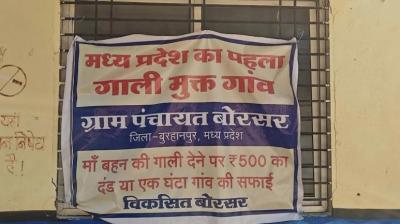 मध्य प्रदेश का पहला
गाली मुक्त गांव
ग्राम पंचायत बोरसर
जिला-बुरहानपुर, मध्य प्रदेश
माँ बहन की गाली देने पर ₹500 का
दंड या एक घंटा गांव की सफाई
विकसित बोरसर